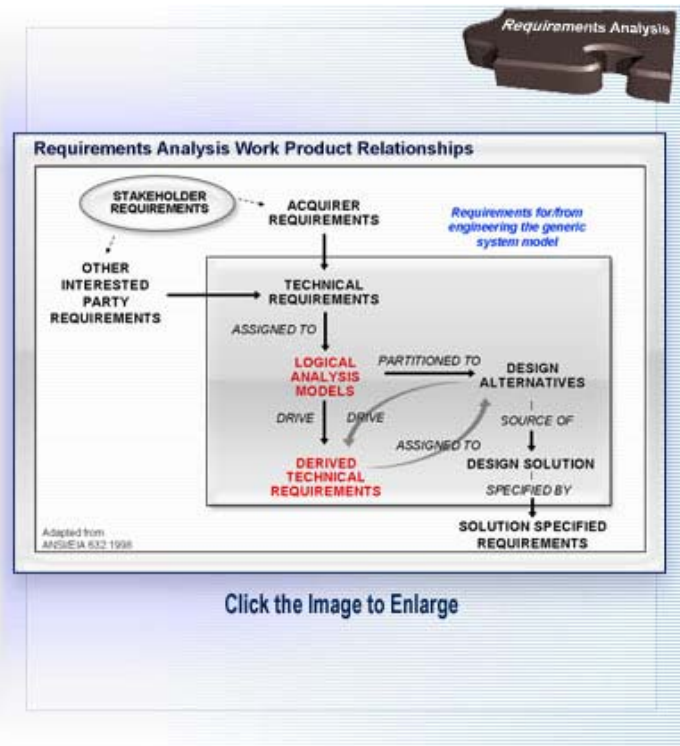 Requirements Analysis
Requirements Analysis Work Product Relationships
STAKEHOLDER
REQUIREMENTS
ACQUIRER
REQUIREMENTS
Requirements for/from
engineering the generic
system model
OTHER
INTERESTED
PARTY
REQUIREMENTS
TECHNICAL
REQUIREMENTS
ASSIGNED TO
LOGICAL
ANALYSIS
MODELS
PARTITIONED TO
DESIGN
ALTERNATIVES
DRIVE
DRIVE
SOURCE OF
ASSIGNED TO
DERIVED
TECHNICAL
REQUIREMENTS
DESIGN SOLUTION
SPECIFIED BY
SOLUTION SPECIFIED
REQUIREMENTS
Adapted from
ANSI/EIA 632:1998
Click the Image to Enlarge